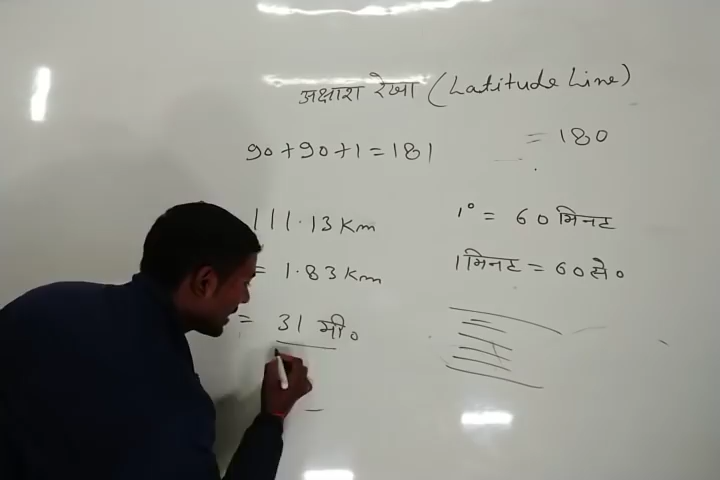 अक्षाश रेखा (Latitude Line)
90+90+1=181
= 180
111.13 Km
1° = 60 मिनट
= 1.83 Km
1 मिनट = 60 से०
= 31 मी०